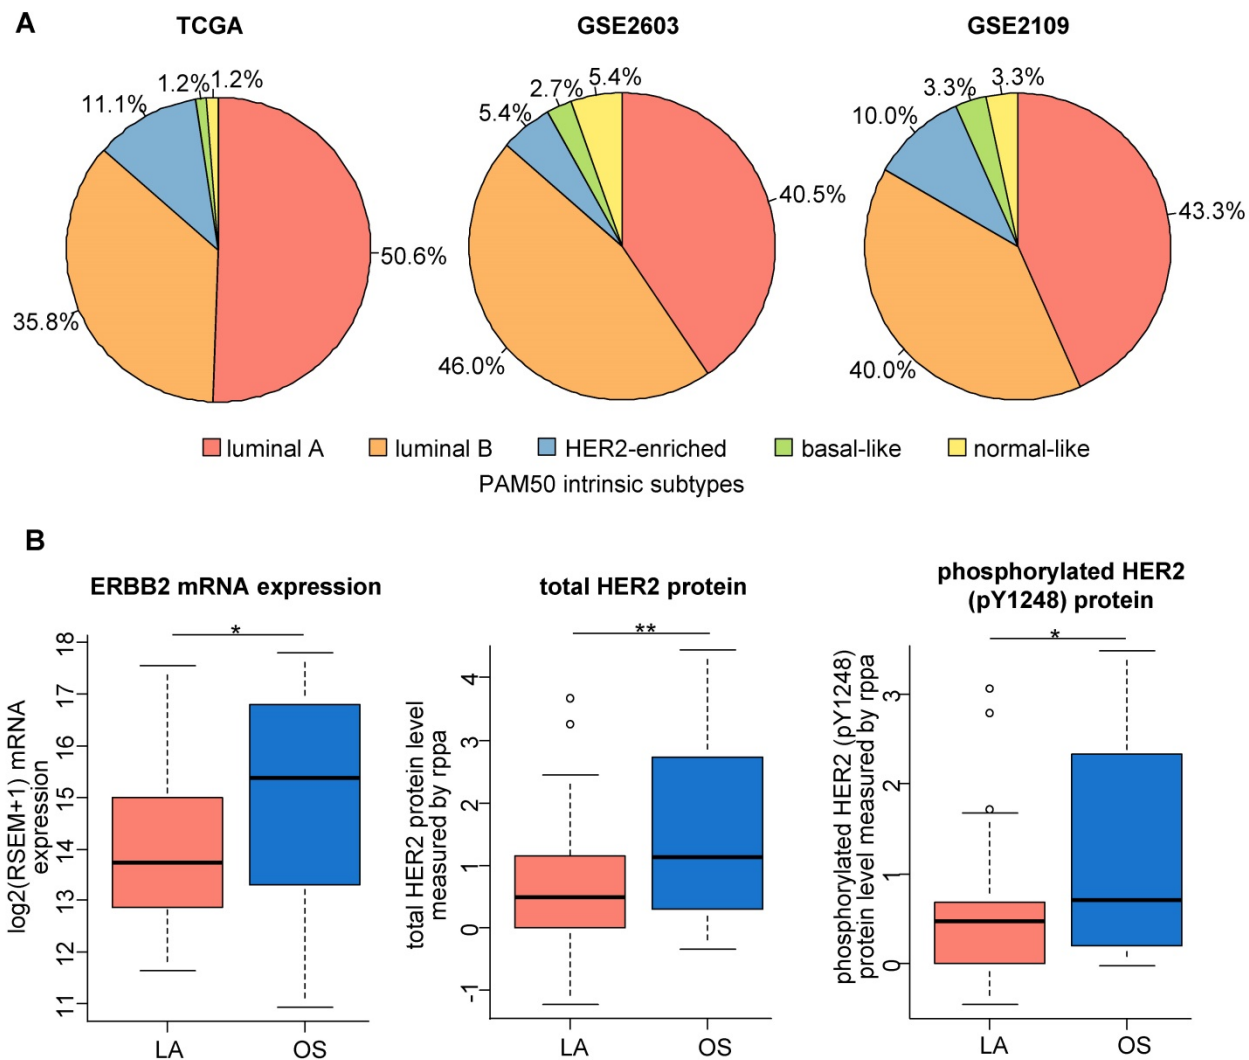 A
TCGA
GSE2603
GSE2109
1.2%
1.2%
11.1%
50.6%
35.8%
2.7%
5.4%
5.4%
40.5%
46.0%
3.3%
3.3%
10.0%
43.3%
40.0%
luminal A
luminal B
HER2-enriched
basal-like
normal-like
PAM50 intrinsic subtypes
B
ERBB2 mRNA expression
*
log2(RSEM+1) mRNA
expression
18
17
16
15
14
13
12
11
LA
OS
total HER2 protein
**
total HER2 protein level
measured by rppa
4
3
2
1
0
-1
LA
OS
phosphorylated HER2
(pY1248) protein
*
phosphorylated HER2 (pY1248)
protein level measured by rppa
3
2
1
0
LA
OS